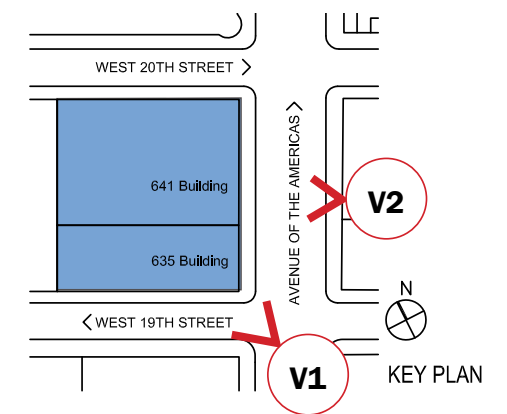 WEST 20TH STREET
AVENUE OF THE AMERICAS
641 Building
V2
635 Building
N
WEST 19TH STREET
V1
KEY PLAN